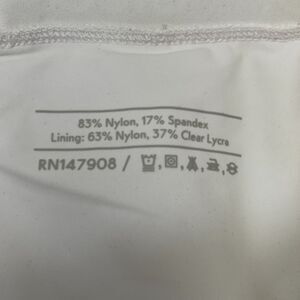 83% Nylon, 17% Spandex
Lining: 63% Nylon, 37% Clear Lycra
RN147908 /